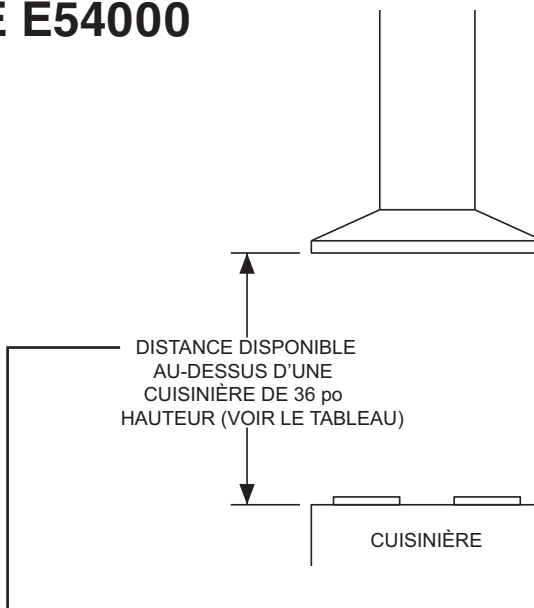 E E54000
DISTANCE DISPONIBLE
AU-DESSUS D’UNE
CUISINIÈRE DE 36 po
HAUTEUR (VOIR LE TABLEAU)
CUISINIÈRE